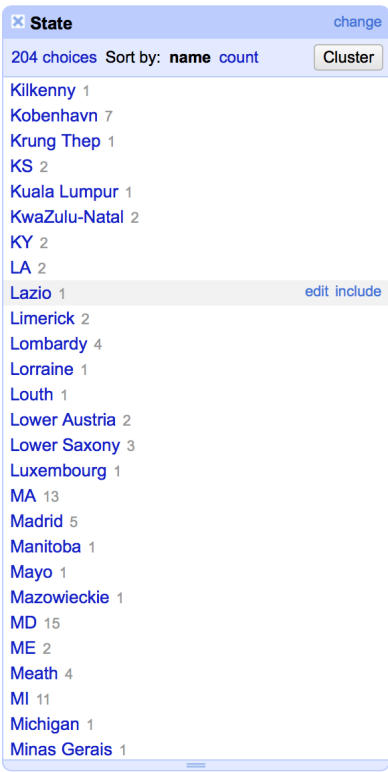 State change
204 choices Sort by: name count Cluster
Kilkenny 1
Kobenhavn 7
Krung Thep 1
KS 2
Kuala Lumpur 1
KwaZulu-Natal 2
KY 2
LA 2
Lazio 1 edit include
Limerick 2
Lombardy 4
Lorraine 1
Louth 1
Lower Austria 2
Lower Saxony 3
Luxembourg 1
MA 13
Madrid 5
Manitoba 1
Mayo 1
Mazowieckie 1
MD 15
ME 2
Meath 4
MI 11
Michigan 1
Minas Gerais 1